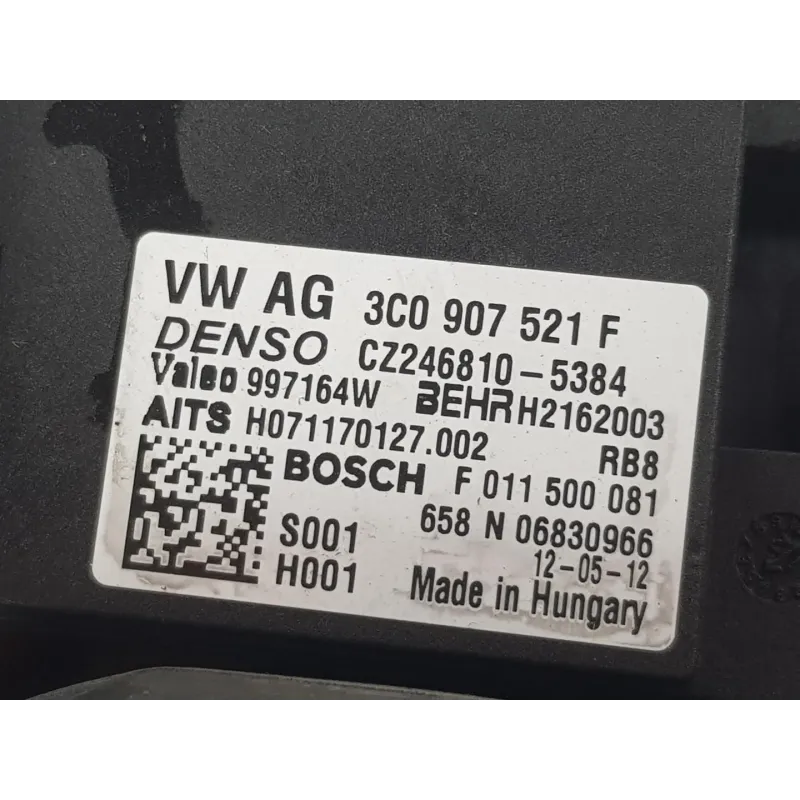 VW AG 3C0 907 521 F
DENSO CZ246810-5384
Valeo 997164W BEHR H2162003
AITS H071170127.002 RB8
BOSCH F 011 500 081
S001 658 N 06830966
H001 12-05-12
Made in Hungary